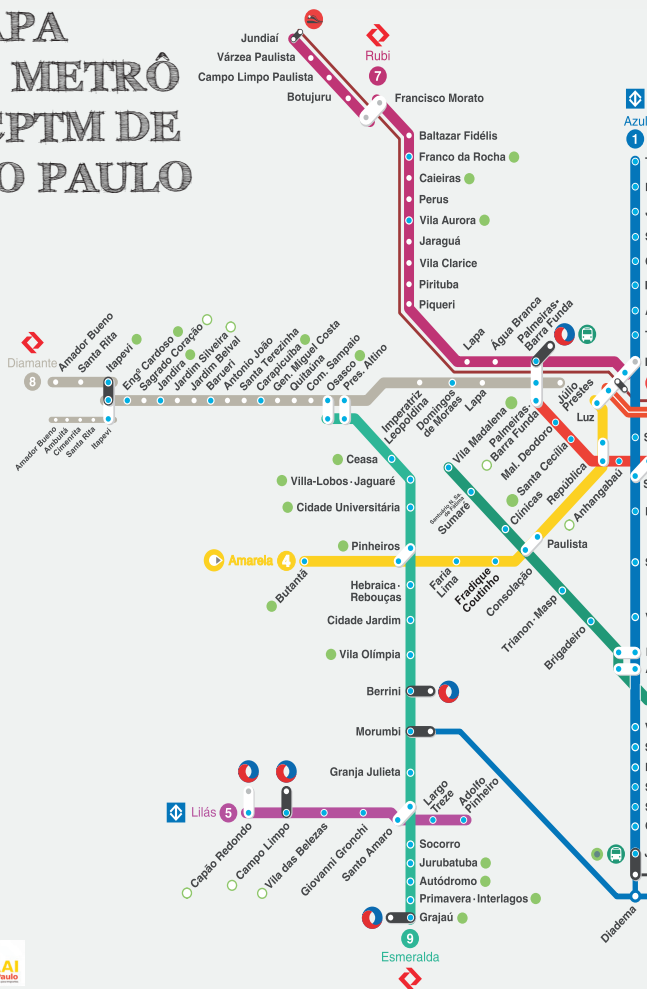 APA
METRÔ
CPTM DE
O PAULO
Jundiaí
Várzea Paulista
Campo Limpo Paulista
Botujuru
Rubi
7
Francisco Morato
Baltazar Fidélis
Franco da Rocha
Caieiras
Perus
Vila Aurora
Jaraguá
Vila Clarice
Pirituba
Piqueri
Lapa
Água Branca
Palmeiras-
Barra Funda
Azul
1
Diamante
8
Amador Bueno
Santa Rita
Itapevi
Engº Cardoso
Sagrado Coração
Jandira
Jardim Silveira
Jardim Belval
Barueri
Antonio João
Santa Terezinha
Carapicuíba
Gen. Miguel Costa
Quitaúna
Com. Sampaio
Osasco
Pres. Altino
Imperatriz
Leopoldina
Domingos
de Moraes
Lapa
Júlio
Prestes
Amador Bueno
Ambuitá
Cimenrita
Santa Rita
Itapevi
Luz
Palmeiras-
Barra Funda
Mal. Deodoro
Santa Cecília
República
Anhangabaú
Vila Madalena
Santuário N. Sa.
de Fátima
Sumaré
Clínicas
Paulista
Consolação
Trianon-Masp
Brigadeiro
Ceasa
Villa-Lobos-Jaguaré
Cidade Universitária
Pinheiros
Amarela
4
Butantã
Faria
Lima
Fradique
Coutinho
Hebraica-
Rebouças
Cidade Jardim
Vila Olímpia
Berrini
Morumbi
Granja Julieta
Lilás
5
Capão Redondo
Campo Limpo
Vila das Belezas
Giovanni Gronchi
Santo Amaro
Largo
Treze
Adolfo
Pinheiro
Socorro
Jurubatuba
Autódromo
Primavera-Interlagos
Grajaú
9
Esmeralda
Diadema
AI
Paulo